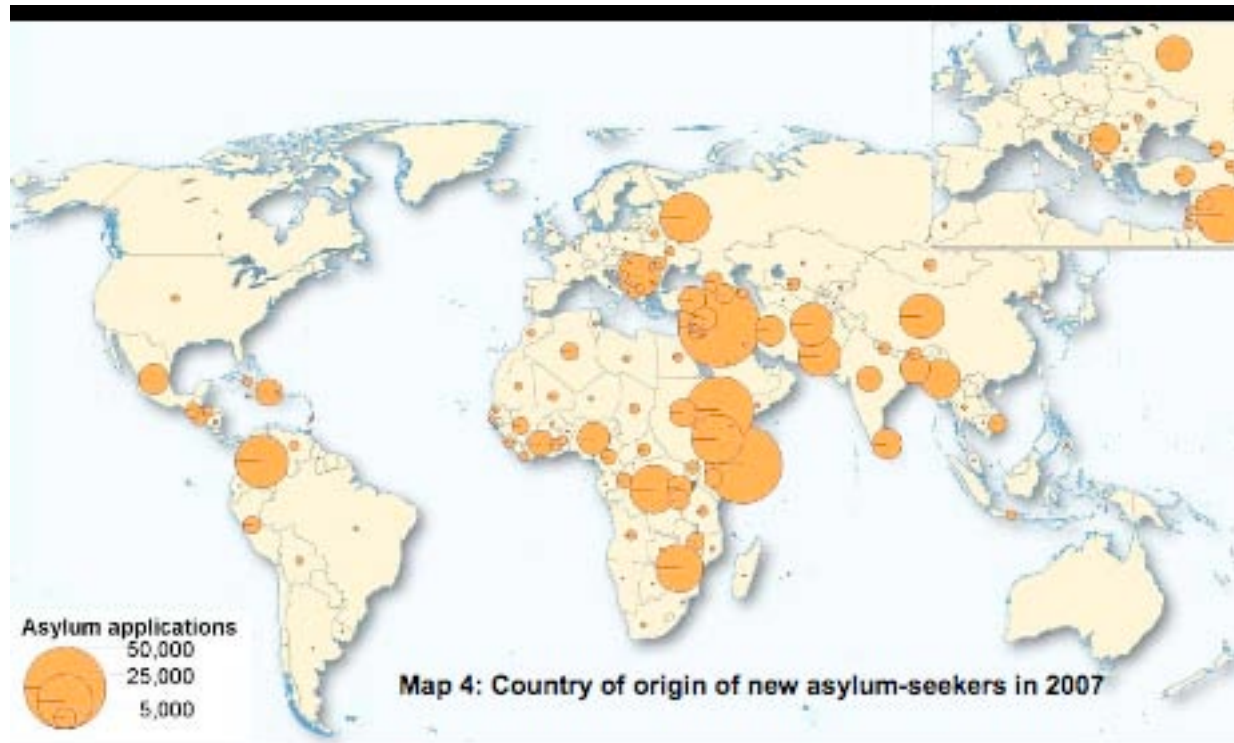 Asylum applications
50,000
25,000
5,000
Map 4: Country of origin of new asylum-seekers in 2007